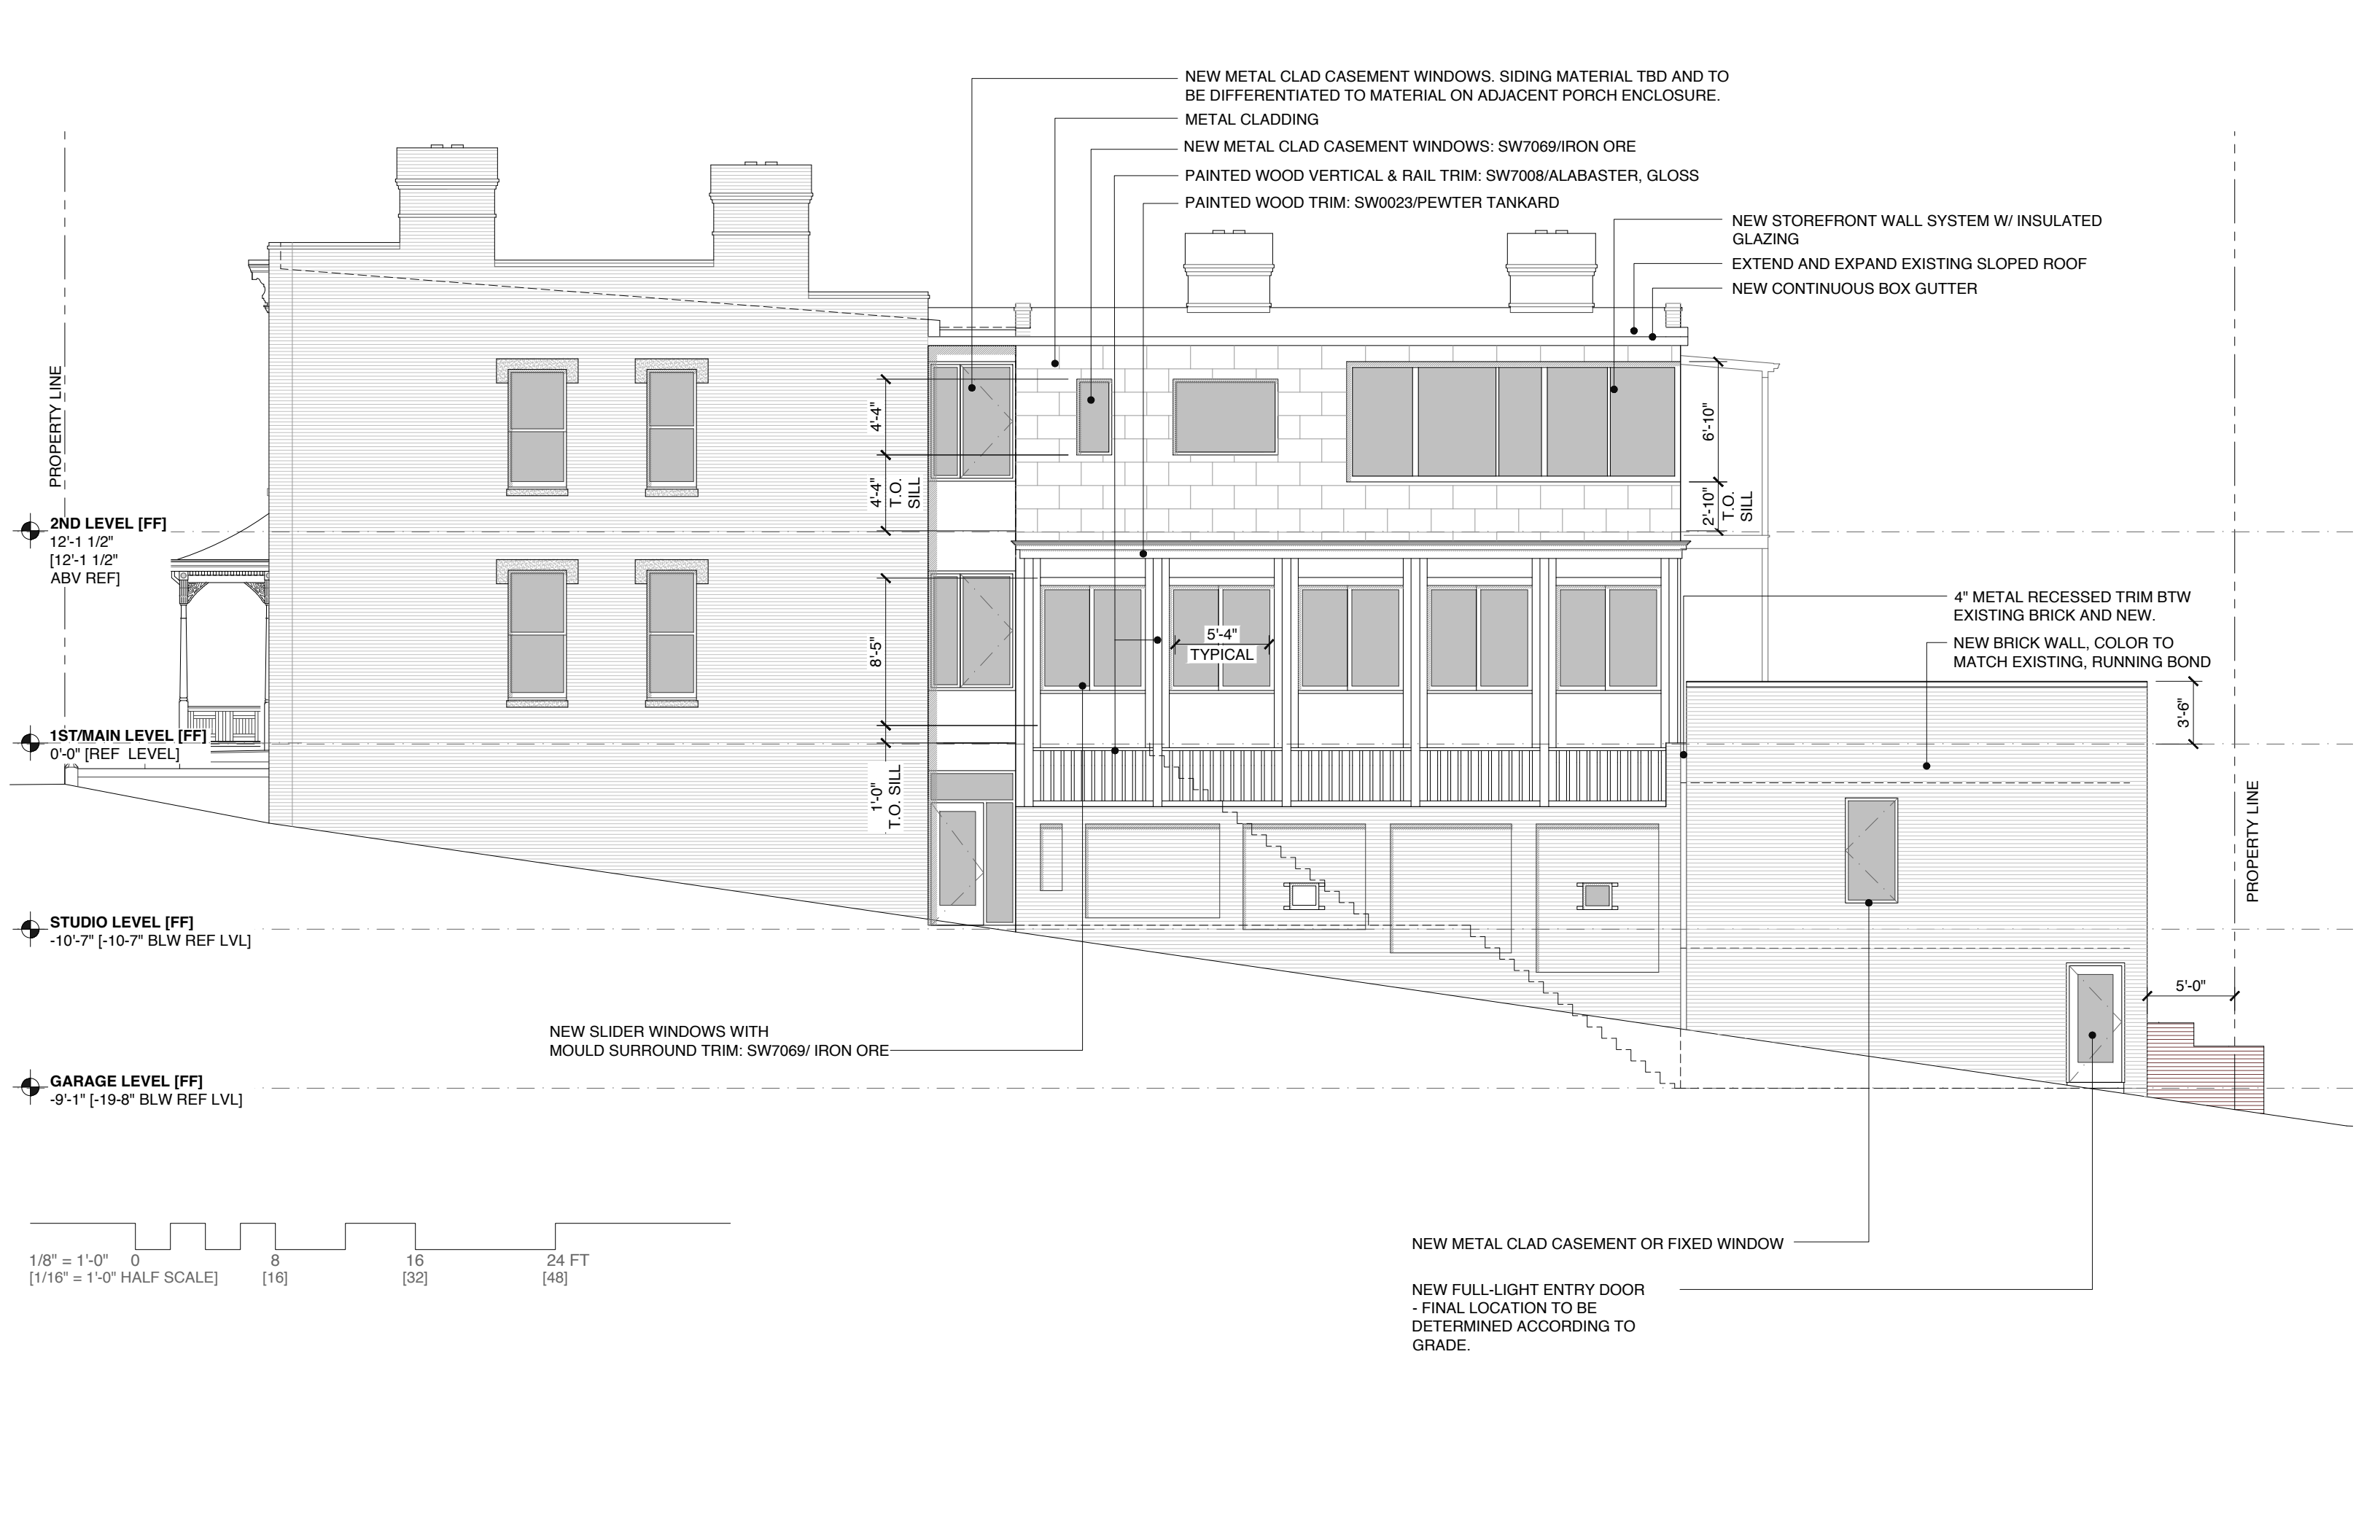 NEW METAL CLAD CASEMENT WINDOWS. SIDING MATERIAL TBD AND TO
BE DIFFERENTIATED TO MATERIAL ON ADJACENT PORCH ENCLOSURE.
METAL CLADDING
NEW METAL CLAD CASEMENT WINDOWS: SW7069/IRON ORE
PAINTED WOOD VERTICAL & RAIL TRIM: SW7008/ALABASTER, GLOSS
PAINTED WOOD TRIM: SW0023/PEWTER TANKARD
NEW STOREFRONT WALL SYSTEM W/ INSULATED
GLAZING
EXTEND AND EXPAND EXISTING SLOPED ROOF
NEW CONTINUOUS BOX GUTTER
PROPERTY LINE
4'-4"
4'-4"
T.O.
SILL
6'-10"
2'-10"
T.O.
SILL
2ND LEVEL [FF]
12'-1 1/2"
[12'-1 1/2"
ABV REF]
8'-5"
5'-4"
TYPICAL
4" METAL RECESSED TRIM BTW
EXISTING BRICK AND NEW.
NEW BRICK WALL, COLOR TO
MATCH EXISTING, RUNNING BOND
3'-6"
1ST/MAIN LEVEL [FF]
0'-0" [REF  LEVEL]
1'-0"
T.O. SILL
PROPERTY LINE
STUDIO LEVEL [FF]
-10'-7" [-10-7" BLW REF LVL]
5'-0"
NEW SLIDER WINDOWS WITH
MOULD SURROUND TRIM: SW7069/ IRON ORE
GARAGE LEVEL [FF]
-9'-1" [-19-8" BLW REF LVL]
1/8" = 1'-0" 0 8 16 24 FT
[1/16" = 1'-0" HALF SCALE] [16] [32] [48]
NEW METAL CLAD CASEMENT OR FIXED WINDOW
NEW FULL-LIGHT ENTRY DOOR
- FINAL LOCATION TO BE
DETERMINED ACCORDING TO
GRADE.